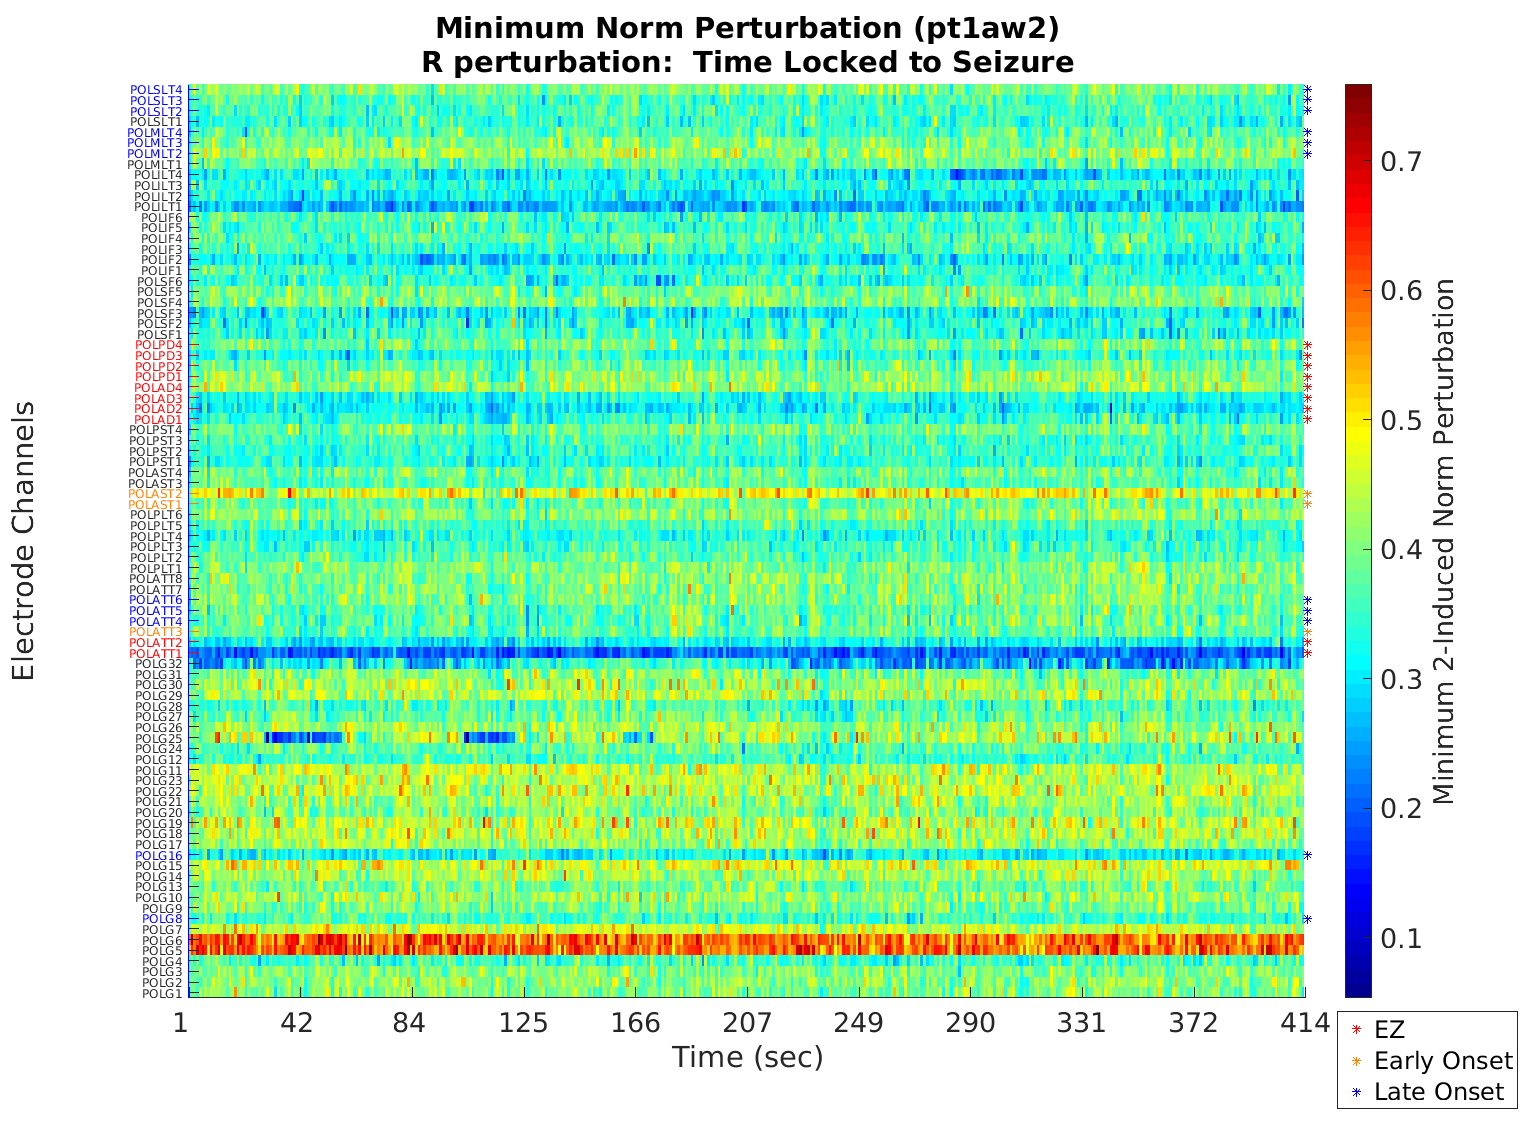 Minimum Norm Perturbation (pt1aw2)
R perturbation: Time Locked to Seizure
Electrode Channels
POLSLT4
POLSLT3
POLSLT2
POLSLT1
POLMLT4
POLMLT3
POLMLT2
POLMLT1
POLILT4
POLILT3
POLILT2
POLILT1
POLIF6
POLIF5
POLIF4
POLIF3
POLIF2
POLIF1
POLSF6
POLSF5
POLSF4
POLSF3
POLSF2
POLSF1
POLPD4
POLPD3
POLPD2
POLPD1
POLAD4
POLAD3
POLAD2
POLAD1
POLPST4
POLPST3
POLPST2
POLPST1
POLAST4
POLAST3
POLAST2
POLAST1
POLPLT6
POLPLT5
POLPLT4
POLPLT3
POLPLT2
POLPLT1
POLATT8
POLATT7
POLATT6
POLATT5
POLATT4
POLATT3
POLATT2
POLATT1
POLG32
POLG31
POLG30
POLG29
POLG28
POLG27
POLG26
POLG25
POLG24
POLG12
POLG11
POLG23
POLG22
POLG21
POLG20
POLG19
POLG18
POLG17
POLG16
POLG15
POLG14
POLG13
POLG10
POLG9
POLG8
POLG7
POLG6
POLG5
POLG4
POLG3
POLG2
POLG1
1 42 84 125 166 207 249 290 331 372 414
Time (sec)
0.7
0.6
0.5
0.4
0.3
0.2
0.1
Minimum 2-Induced Norm Perturbation
EZ
Early Onset
Late Onset